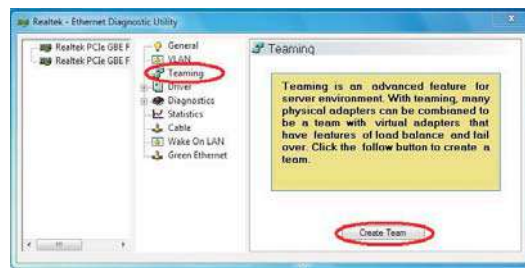 Realtek - Ethernet Diagnostic Utility
Realtek PCIe GBE F
Realtek PCIe GBE F
General
VLAN
Teaming
Driver
Diagnostics
Statistics
Cable
Wake On LAN
Green Ethernet
Teaming
Teaming is an advanced feature for
server environment. With teaming, many
physical adapters can be combianed to
be a team with virtual adapters that
have features of load balance and fail
over. Click the follow button to create a
team.
Create Team